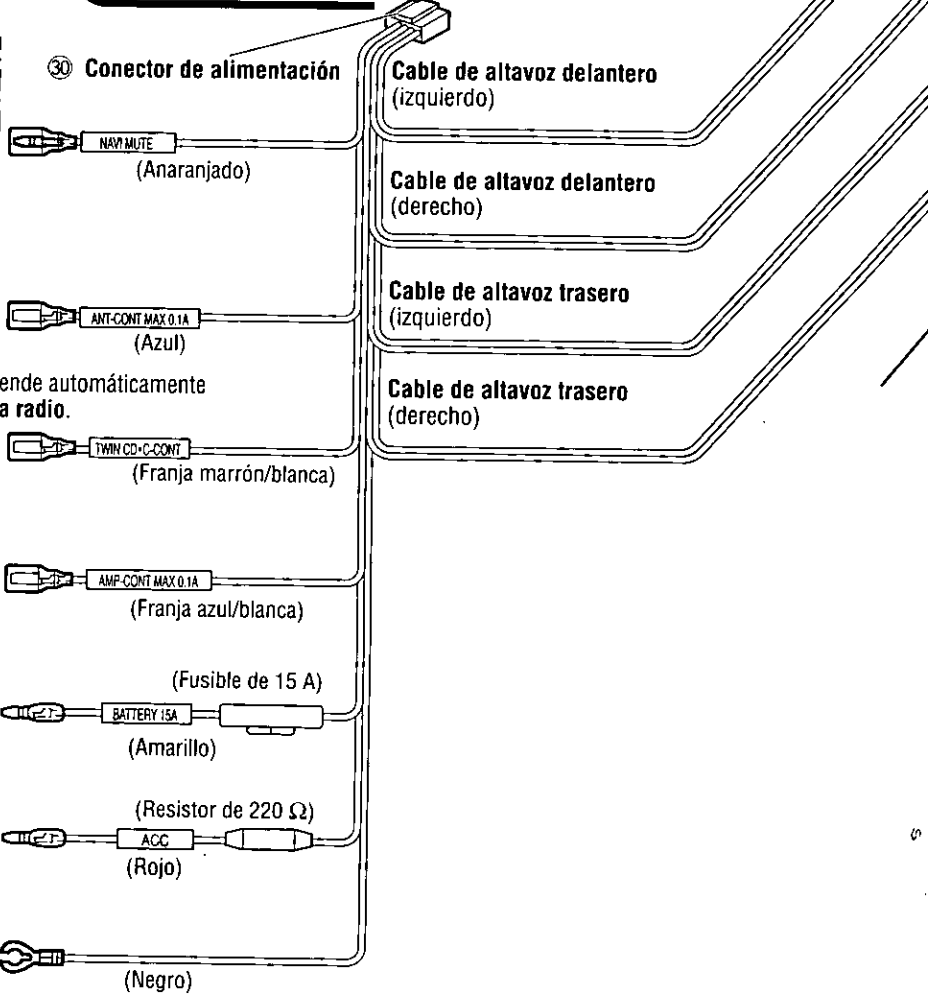 ㉚ Conector de alimentación
Cable de altavoz delantero
(izquierdo)
NAVI MUTE
(Anaranjado)
Cable de altavoz delantero
(derecho)
Cable de altavoz trasero
(izquierdo)
ANT-CONT MAX 0.1A
(Azul)
ende automáticamente
a radio.
Cable de altavoz trasero
(derecho)
TWIN CD•C-CONT
(Franja marrón/blanca)
AMP-CONT MAX 0.1A
(Franja azul/blanca)
(Fusible de 15 A)
BATTERY 15A
(Amarillo)
(Resistor de 220 Ω)
ACC
(Rojo)
(Negro)